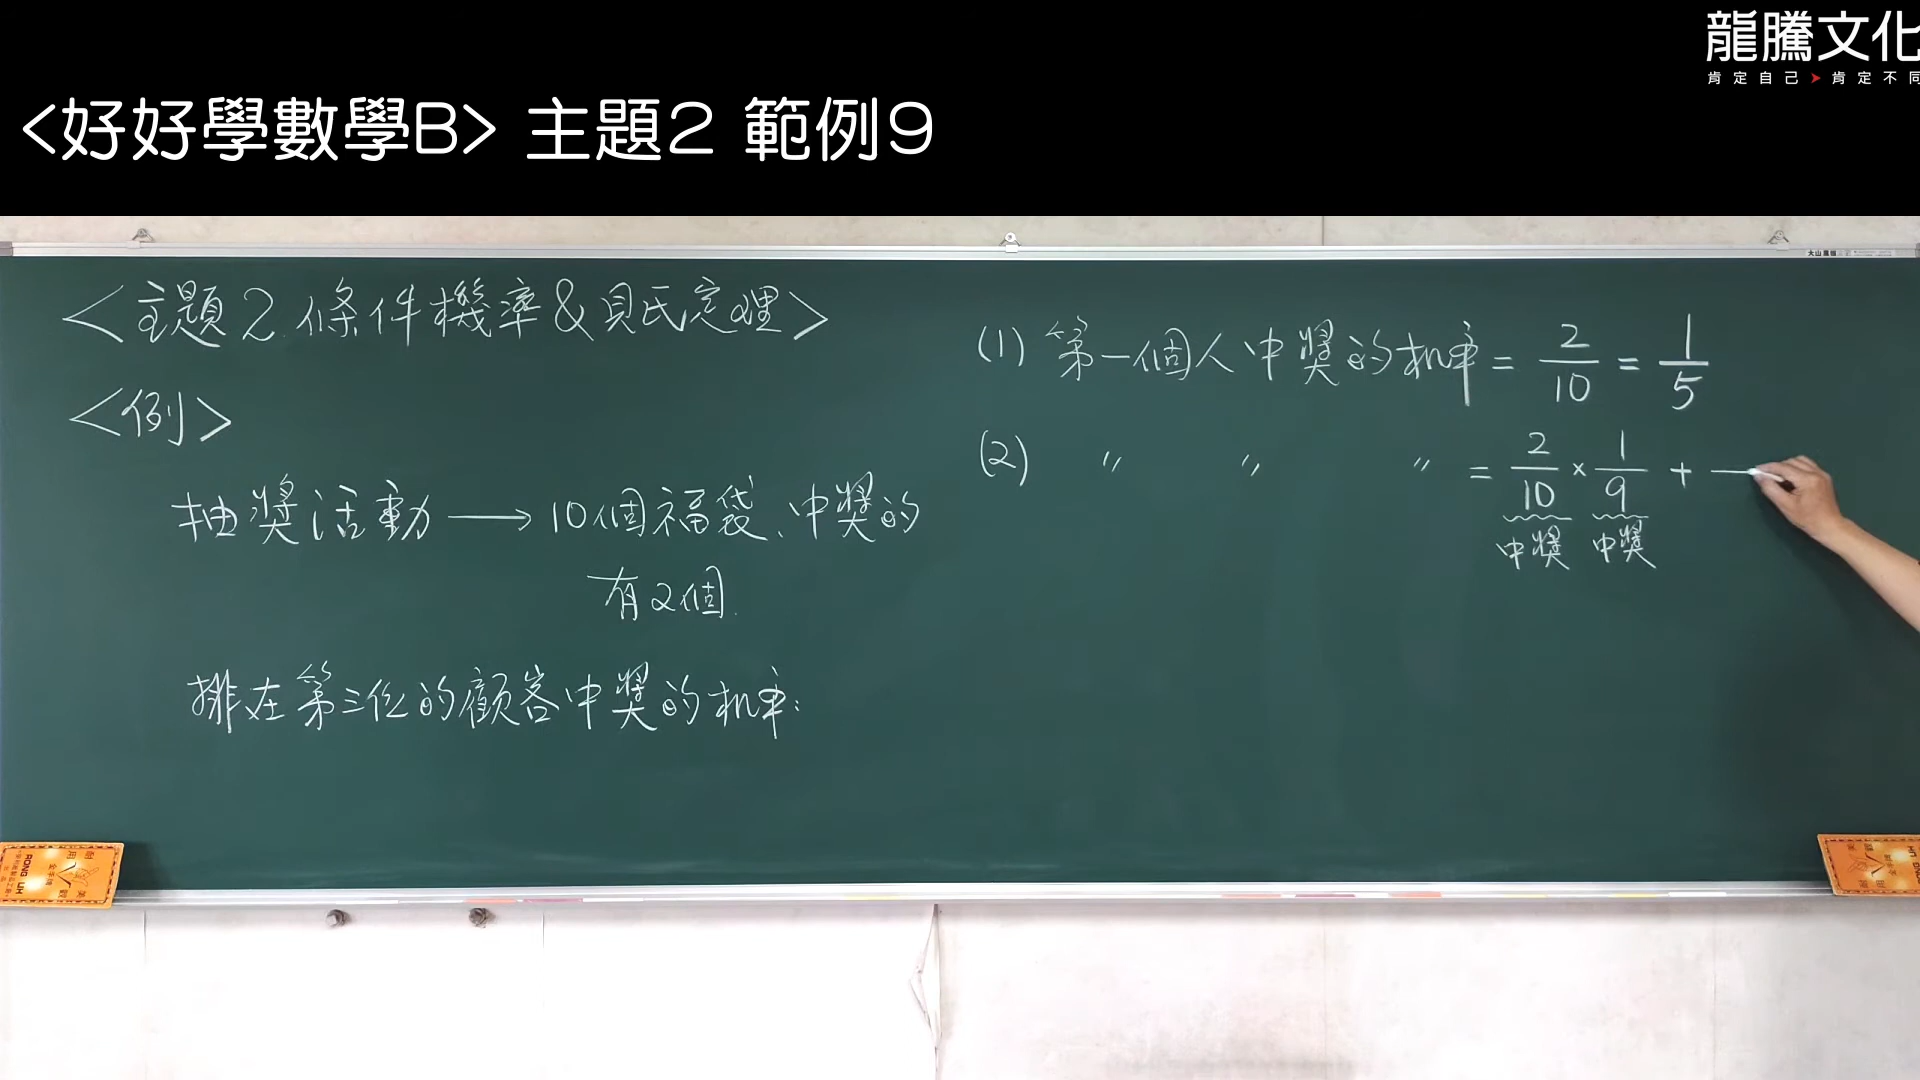 龍騰文化
肯定自己➤肯定不同
<好好學數學B> 主題2 範例9
<主題2.條件機率&貝氏定理>
<例>
抽獎活動 → 10個福袋、中獎的
有2個.
排在第三位的顧客中獎的机率:
(1) 第一個人中獎的机率 = 2/10 = 1/5
(2) 〃 〃 〃 = 2/10 × 1/9 + —
中獎 中獎